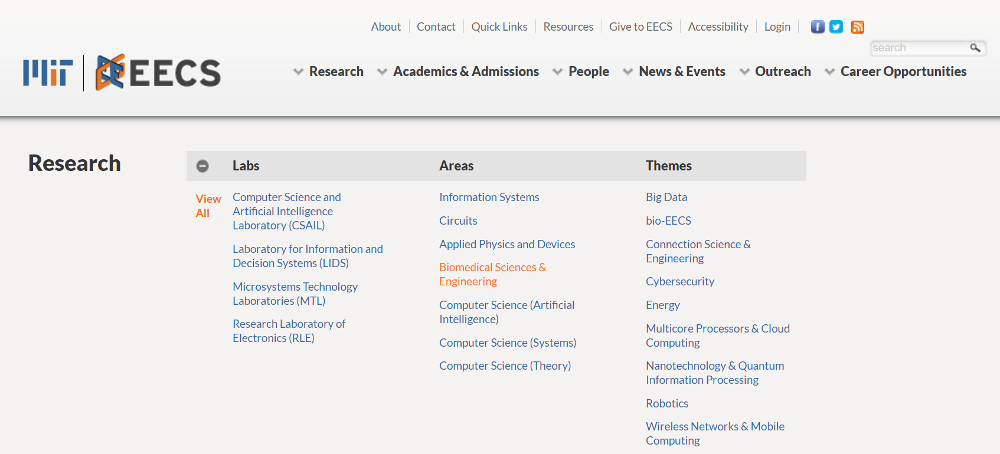 About
Contact
Quick Links
Resources
Give to EECS
Accessibility
Login
search
MIT
EECS
Research
Academics & Admissions
People
News & Events
Outreach
Career Opportunities
Research
Labs
Areas
Themes
View
All
Computer Science and
Artificial Intelligence
Laboratory (CSAIL)
Laboratory for Information and
Decision Systems (LIDS)
Microsystems Technology
Laboratories (MTL)
Research Laboratory of
Electronics (RLE)
Information Systems
Circuits
Applied Physics and Devices
Biomedical Sciences &
Engineering
Computer Science (Artificial
Intelligence)
Computer Science (Systems)
Computer Science (Theory)
Big Data
bio-EECS
Connection Science &
Engineering
Cybersecurity
Energy
Multicore Processors & Cloud
Computing
Nanotechnology & Quantum
Information Processing
Robotics
Wireless Networks & Mobile
Computing